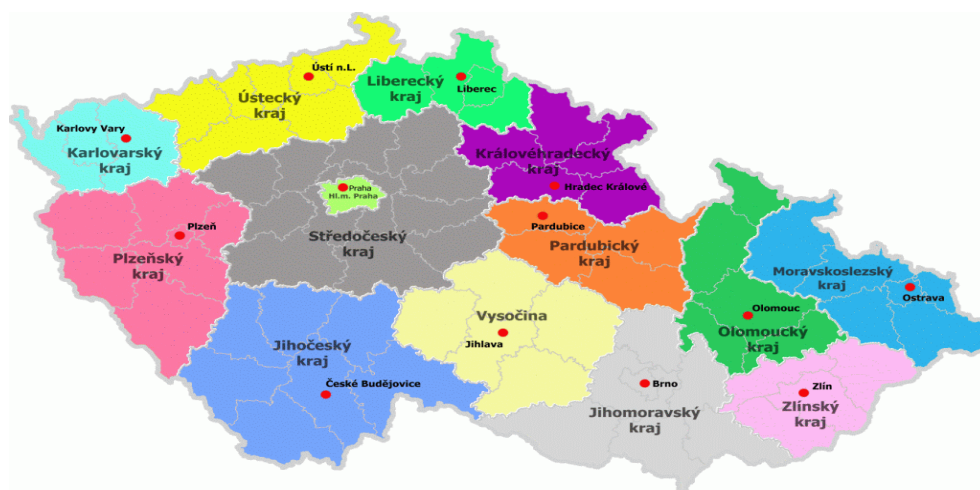 Ústí n.L.
Ústecký
kraj
Liberecký
kraj
Liberec
Karlovy Vary
Karlovarský
kraj
Královéhradecký
kraj
Hradec Králové
Praha
Hl.m. Praha
Plzeň
Plzeňský
kraj
Středočeský
kraj
Pardubice
Pardubický
kraj
Moravskoslezský
kraj
Ostrava
Olomouc
Olomoucký
kraj
Vysočina
Jihlava
Jihočeský
kraj
České Budějovice
Brno
Jihomoravský
kraj
Zlín
Zlínský
kraj